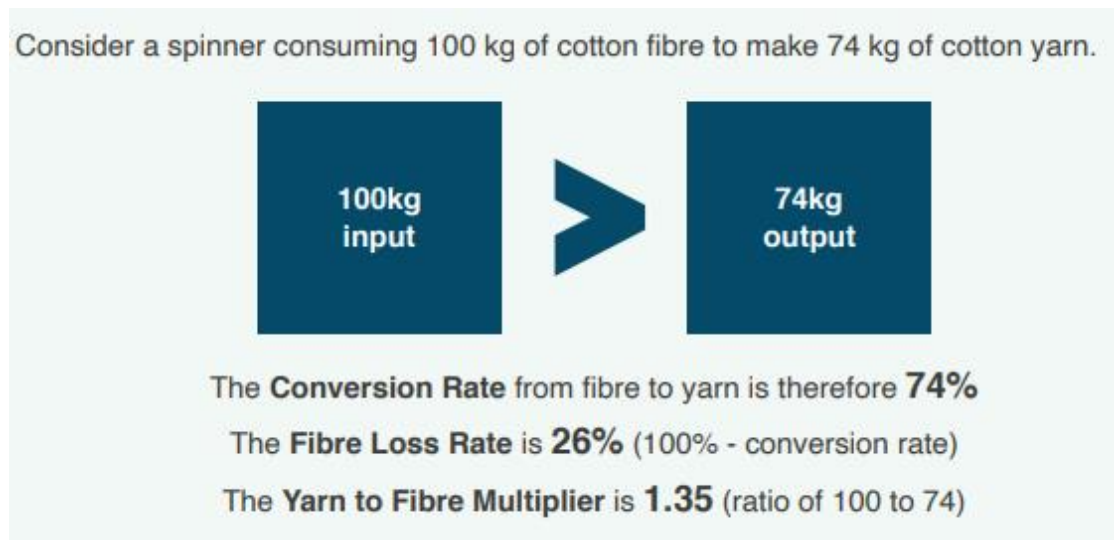 Consider a spinner consuming 100 kg of cotton fibre to make 74 kg of cotton yarn.
100kg
input
74kg
output
The Conversion Rate from fibre to yarn is therefore 74%
The Fibre Loss Rate is 26% (100% - conversion rate)
The Yarn to Fibre Multiplier is 1.35 (ratio of 100 to 74)